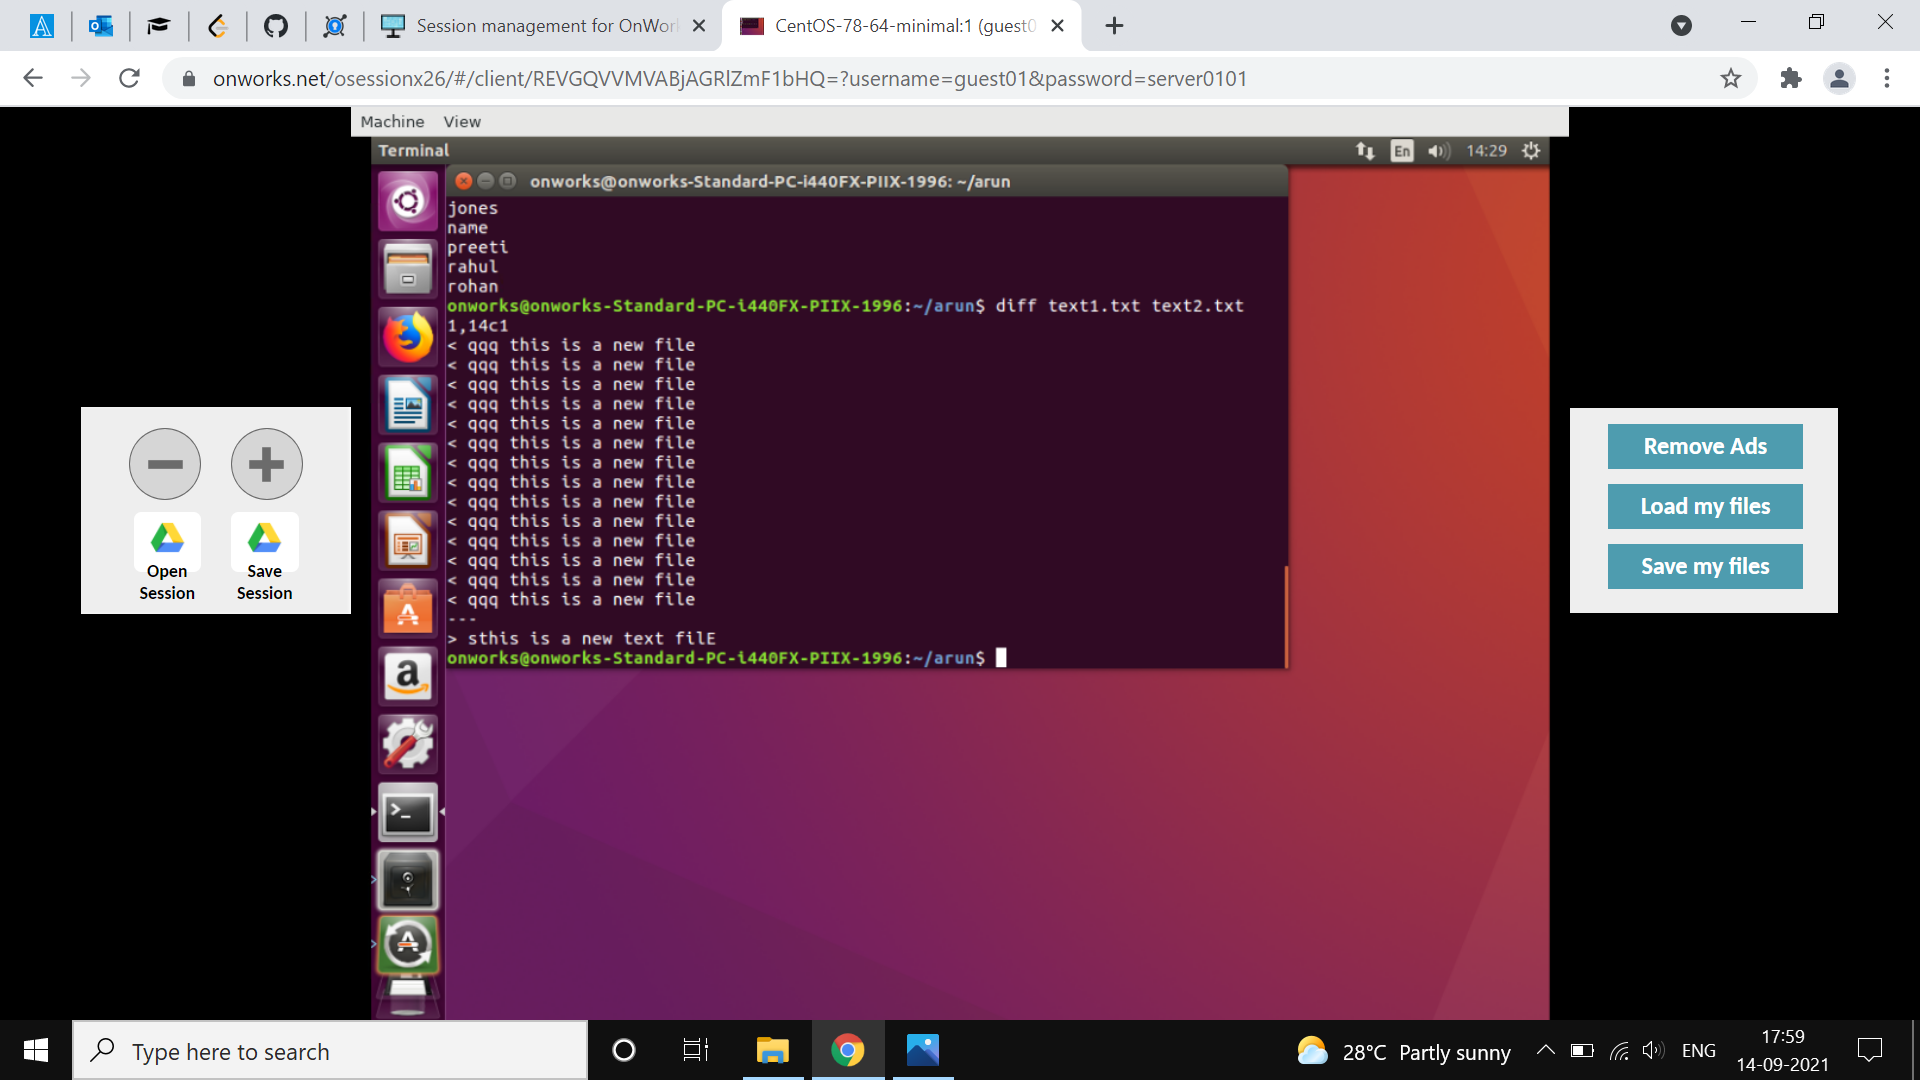 Session management for OnWor
CentOS-78-64-minimal:1 (guest0
onworks.net/osessionx26/#/client/REVGQVVMVABjAGRlZmF1bHQ=?username=guest01&password=server0101
Machine View
Terminal
En
14:29
onworks@onworks-Standard-PC-i440FX-PIIX-1996: ~/arun
jones
name
preeti
rahul
rohan
onworks@onworks-Standard-PC-i440FX-PIIX-1996:~/arun$ diff text1.txt text2.txt
1,14c1
< qqq this is a new file
< qqq this is a new file
< qqq this is a new file
< qqq this is a new file
< qqq this is a new file
< qqq this is a new file
< qqq this is a new file
< qqq this is a new file
< qqq this is a new file
< qqq this is a new file
< qqq this is a new file
< qqq this is a new file
< qqq this is a new file
< qqq this is a new file
---
> sthis is a new text filE
onworks@onworks-Standard-PC-i440FX-PIIX-1996:~/arun$
Open
Session
Save
Session
Remove Ads
Load my files
Save my files
Type here to search
28°C Partly sunny
ENG
17:59
14-09-2021